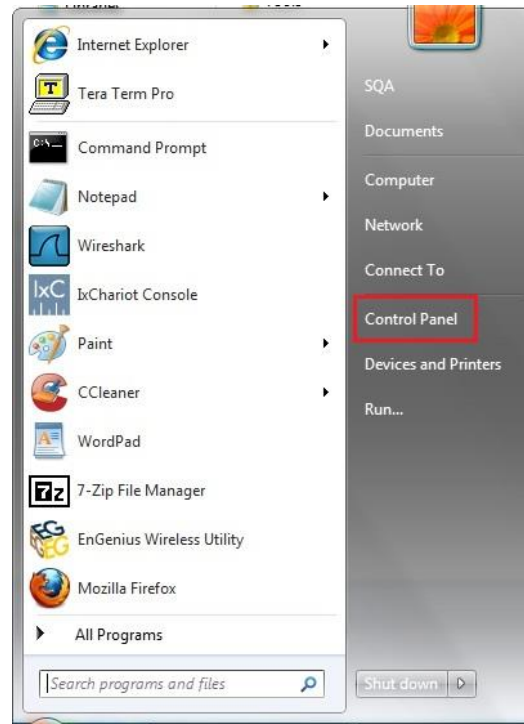 Internet Explorer
Tera Term Pro
Command Prompt
Notepad
Wireshark
IxChariot Console
Paint
CCleaner
WordPad
7-Zip File Manager
EnGenius Wireless Utility
Mozilla Firefox
All Programs
Search programs and files
SQA
Documents
Computer
Network
Connect To
Control Panel
Devices and Printers
Run...
Shut down